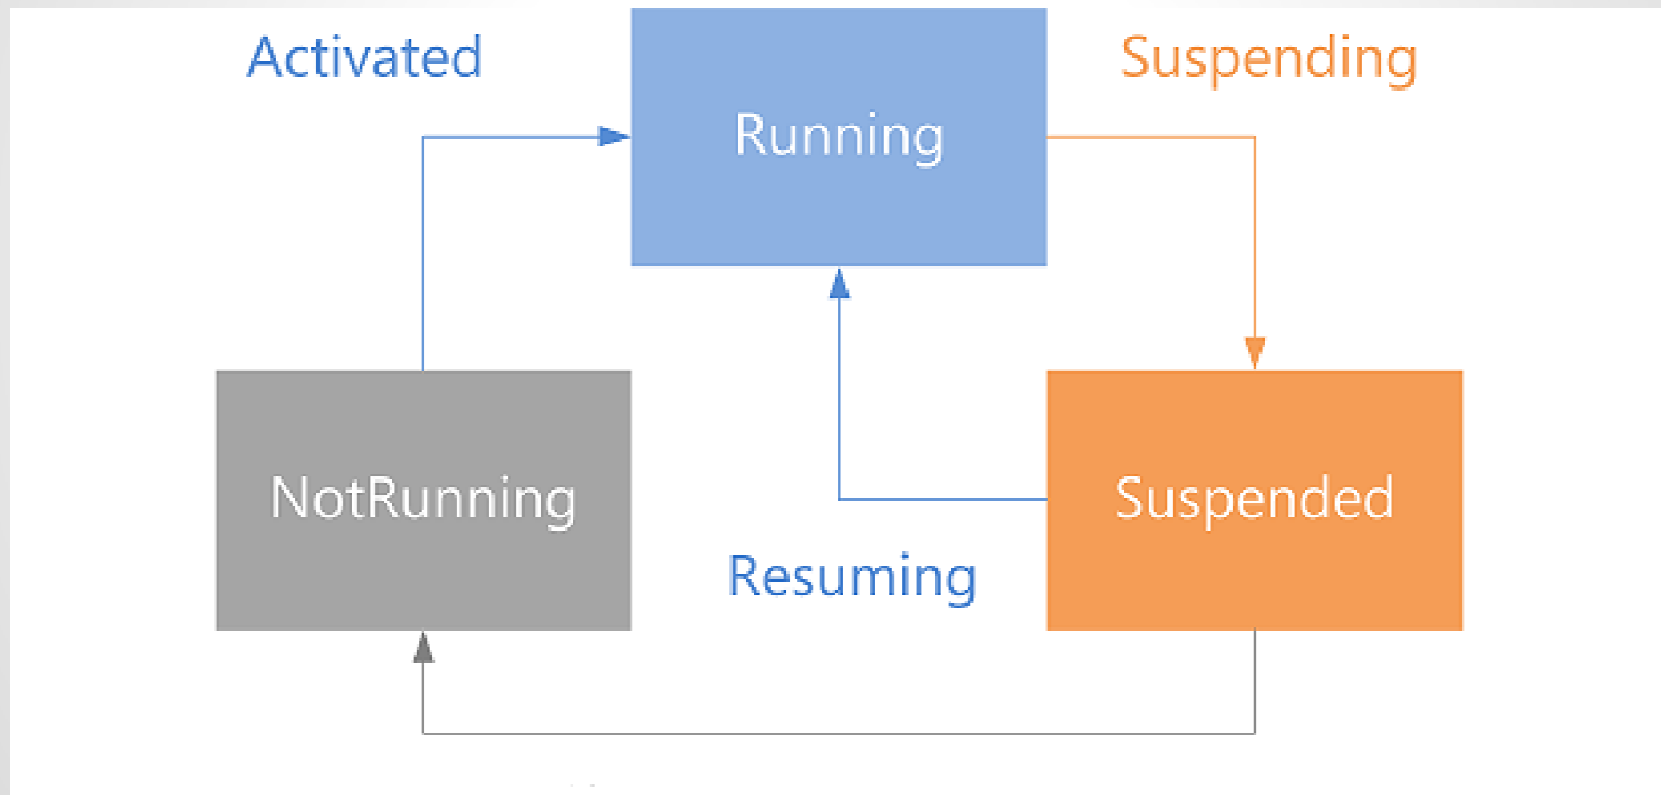 Activated
Running
Suspending
NotRunning
Suspended
Resuming